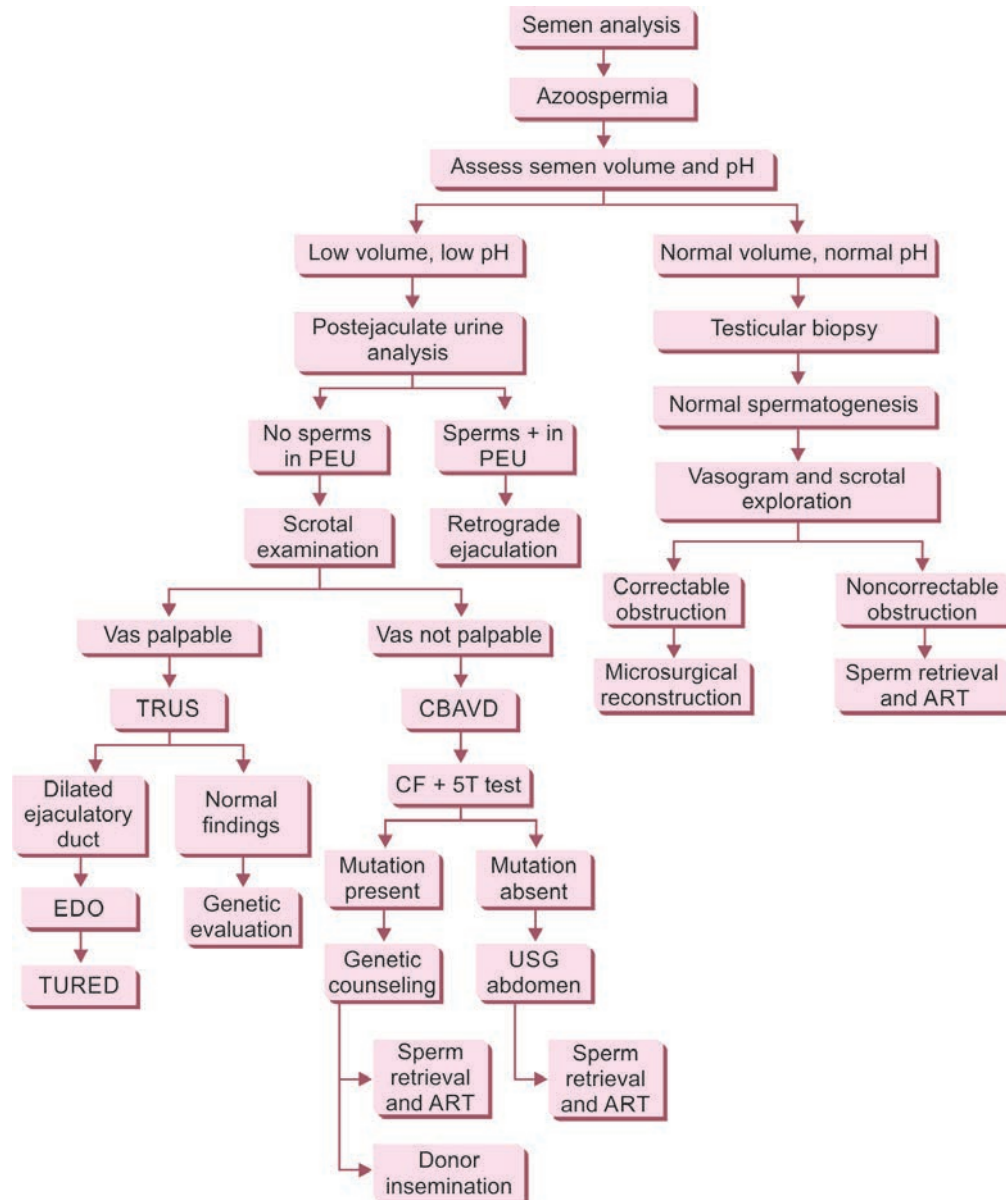 Semen analysis
Azoospermia
Assess semen volume and pH
Low volume, low pH
Normal volume, normal pH
Postejaculate urine
analysis
Testicular biopsy
No sperms
in PEU
Sperms + in
PEU
Normal spermatogenesis
Scrotal
examination
Retrograde
ejaculation
Vasogram and scrotal
exploration
Correctable
obstruction
Noncorrectable
obstruction
Vas palpable
Vas not palpable
Microsurgical
reconstruction
Sperm retrieval
and ART
TRUS
CBAVD
Dilated
ejaculatory
duct
Normal
findings
CF + 5T test
Mutation
present
Mutation
absent
EDO
Genetic
evaluation
TURED
Genetic
counseling
USG
abdomen
Sperm
retrieval
and ART
Sperm
retrieval
and ART
Donor
insemination